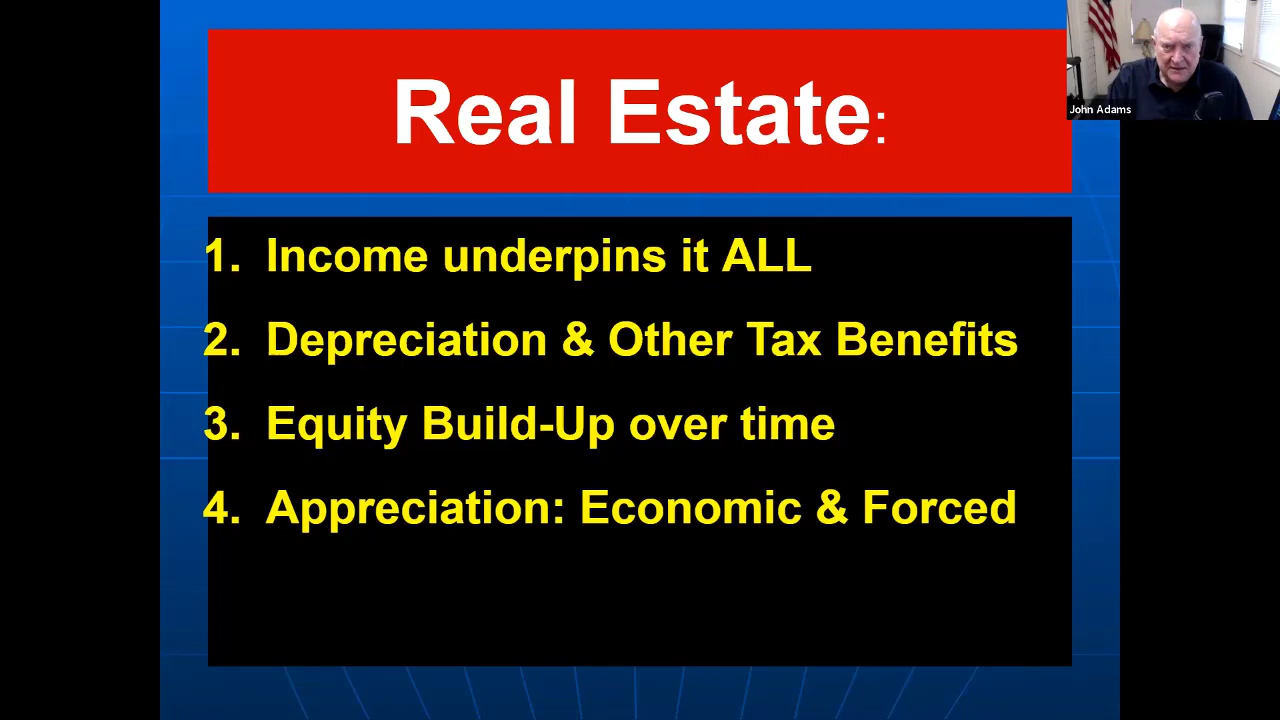 Real Estate:
John Adams
1. Income underpins it ALL
2. Depreciation & Other Tax Benefits
3. Equity Build-Up over time
4. Appreciation: Economic & Forced